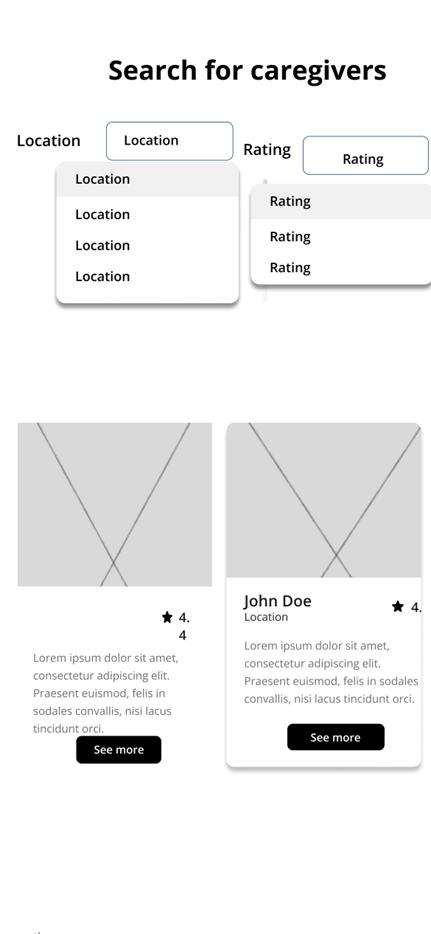 Search for caregivers
Location
Location
Location
Location
Location
Location
Rating
Rating
Rating
Rating
Rating
4.
4
Lorem ipsum dolor sit amet,
consectetur adipiscing elit.
Praesent euismod, felis in
sodales convallis, nisi lacus
tincidunt orci.
See more
John Doe
Location
4.
Lorem ipsum dolor sit amet,
consectetur adipiscing elit.
Praesent euismod, felis in sodales
convallis, nisi lacus tincidunt orci.
See more